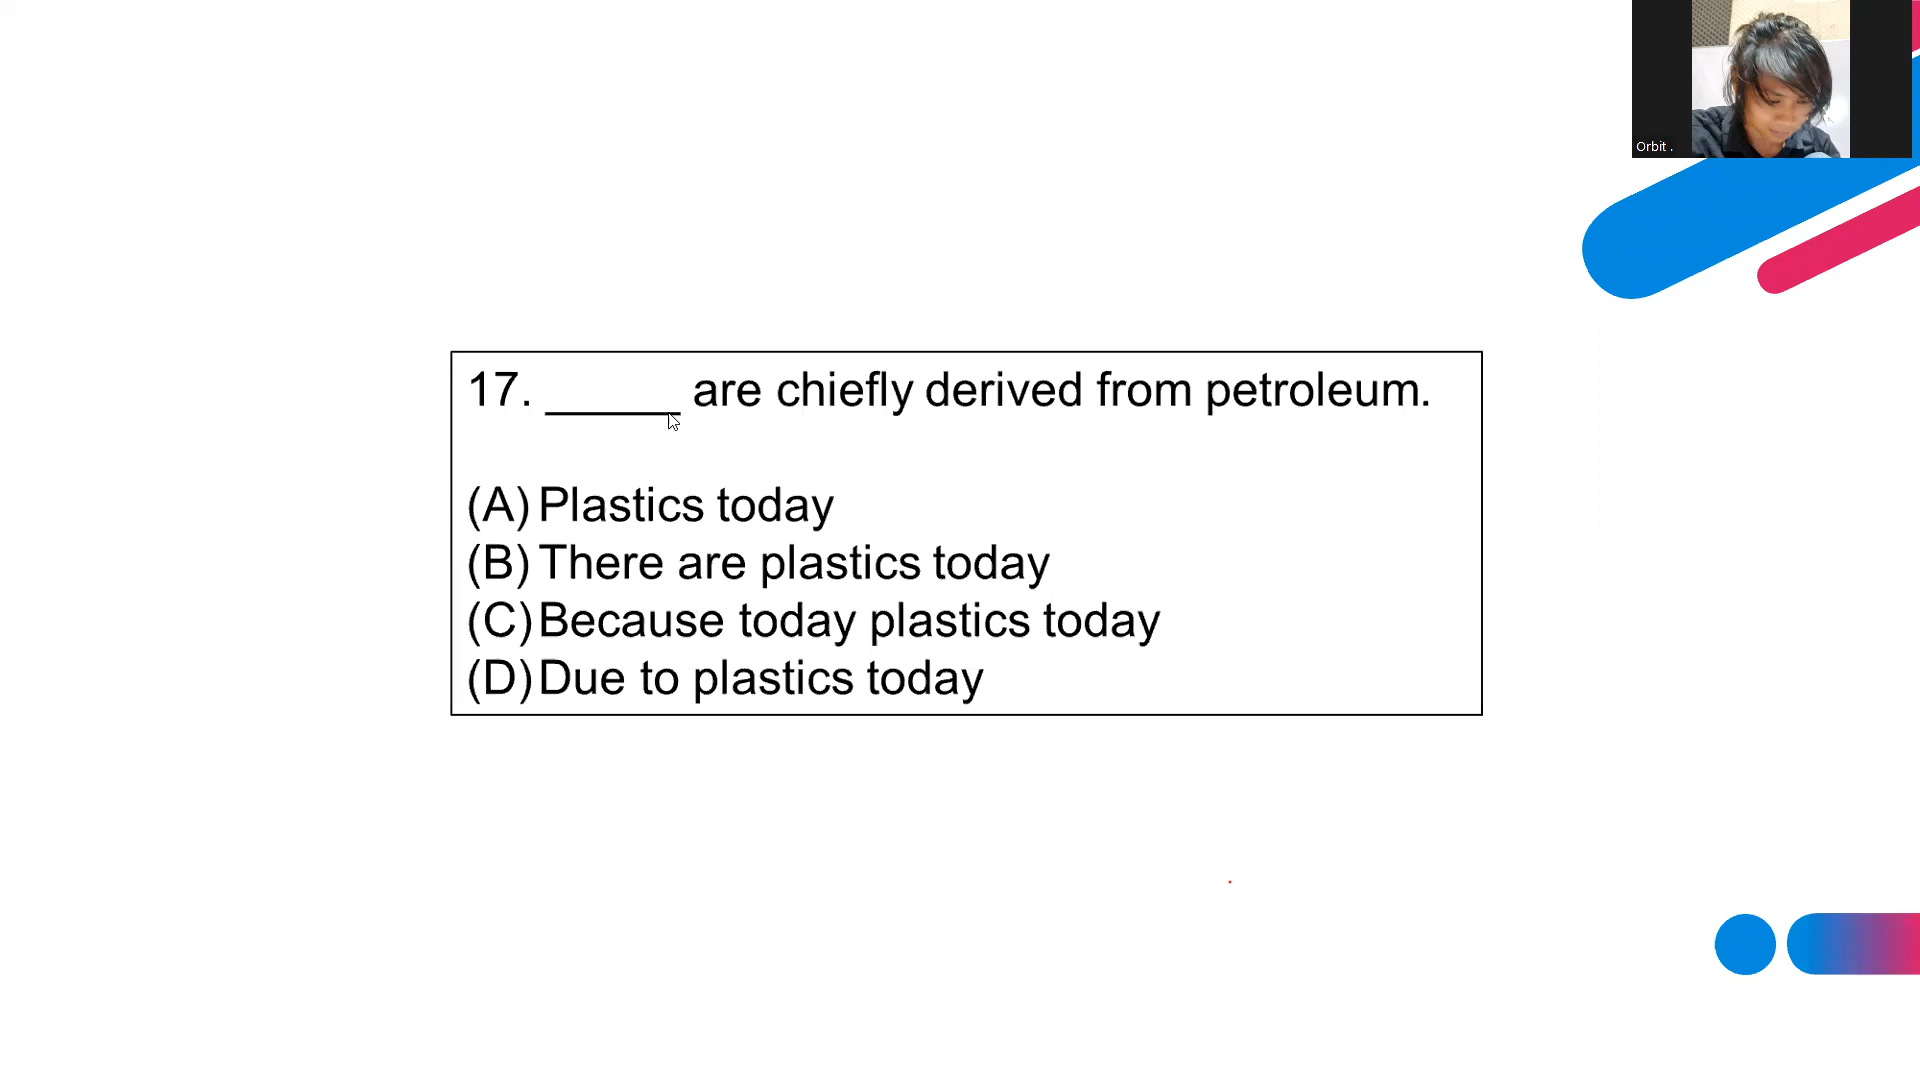 Orbit .
17. ______ are chiefly derived from petroleum.
(A) Plastics today
(B) There are plastics today
(C) Because today plastics today
(D) Due to plastics today